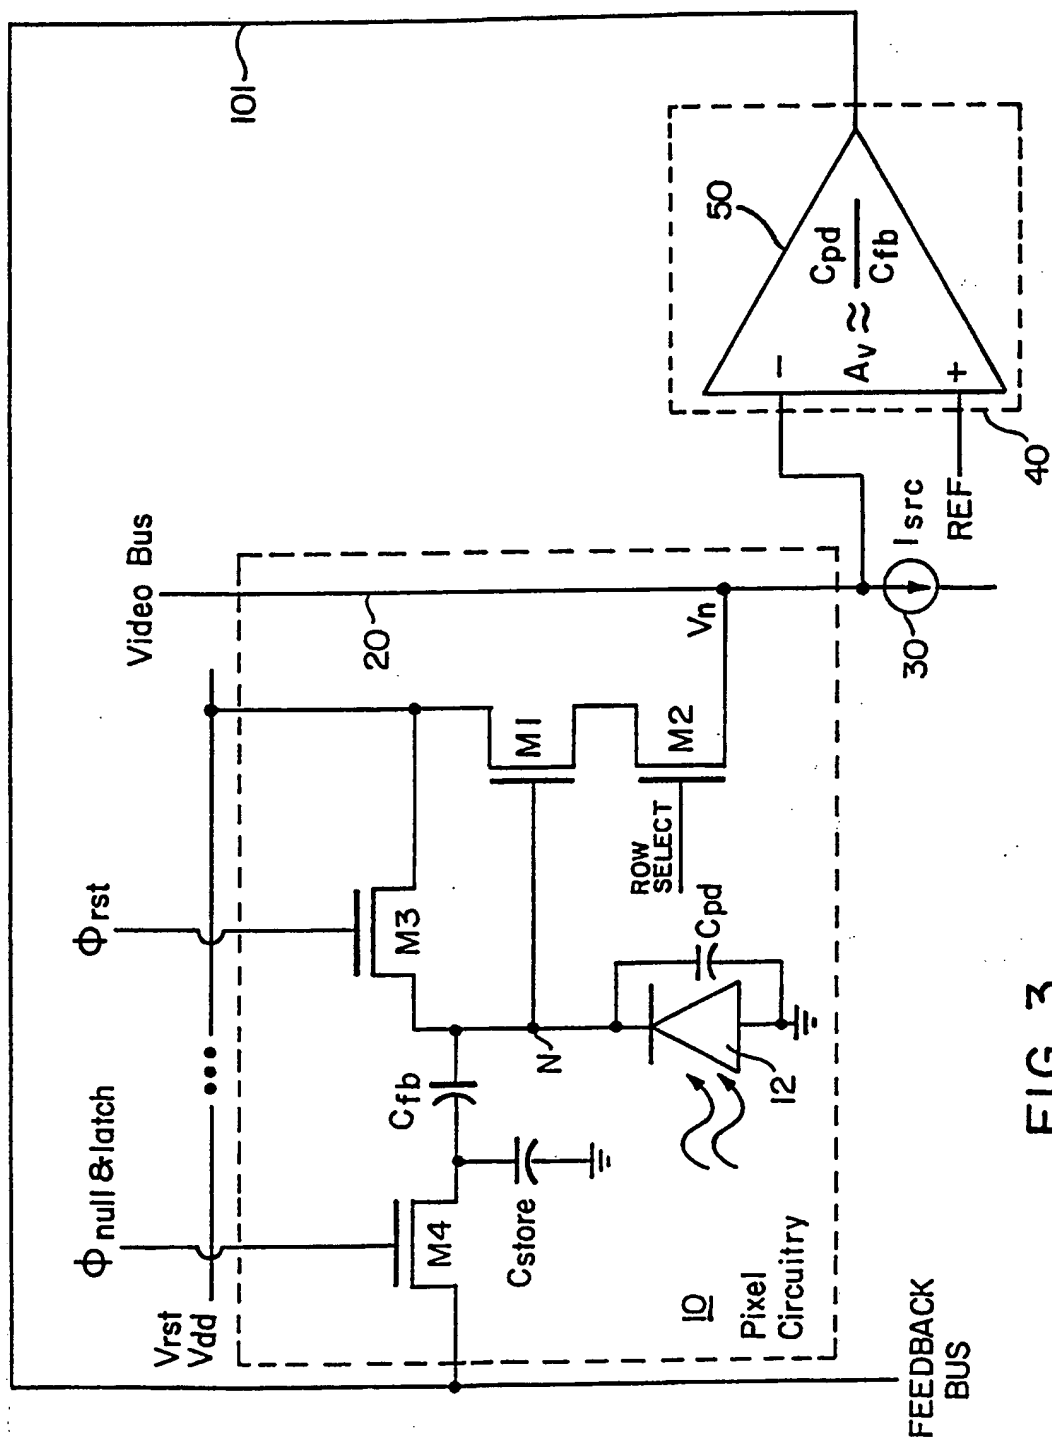 101
Φrst
Φnull & latch
Vrst
Vdd
Video Bus
20
M3
M1
M2
ROW
SELECT
Vn
N
Cfb
Cpd
M4
Cstore
12
10
Pixel
Circuitry
FEEDBACK
BUS
30
Isrc
REF
40
50
−
+
Av ≈ Cpd
Cfb
FIG. 3